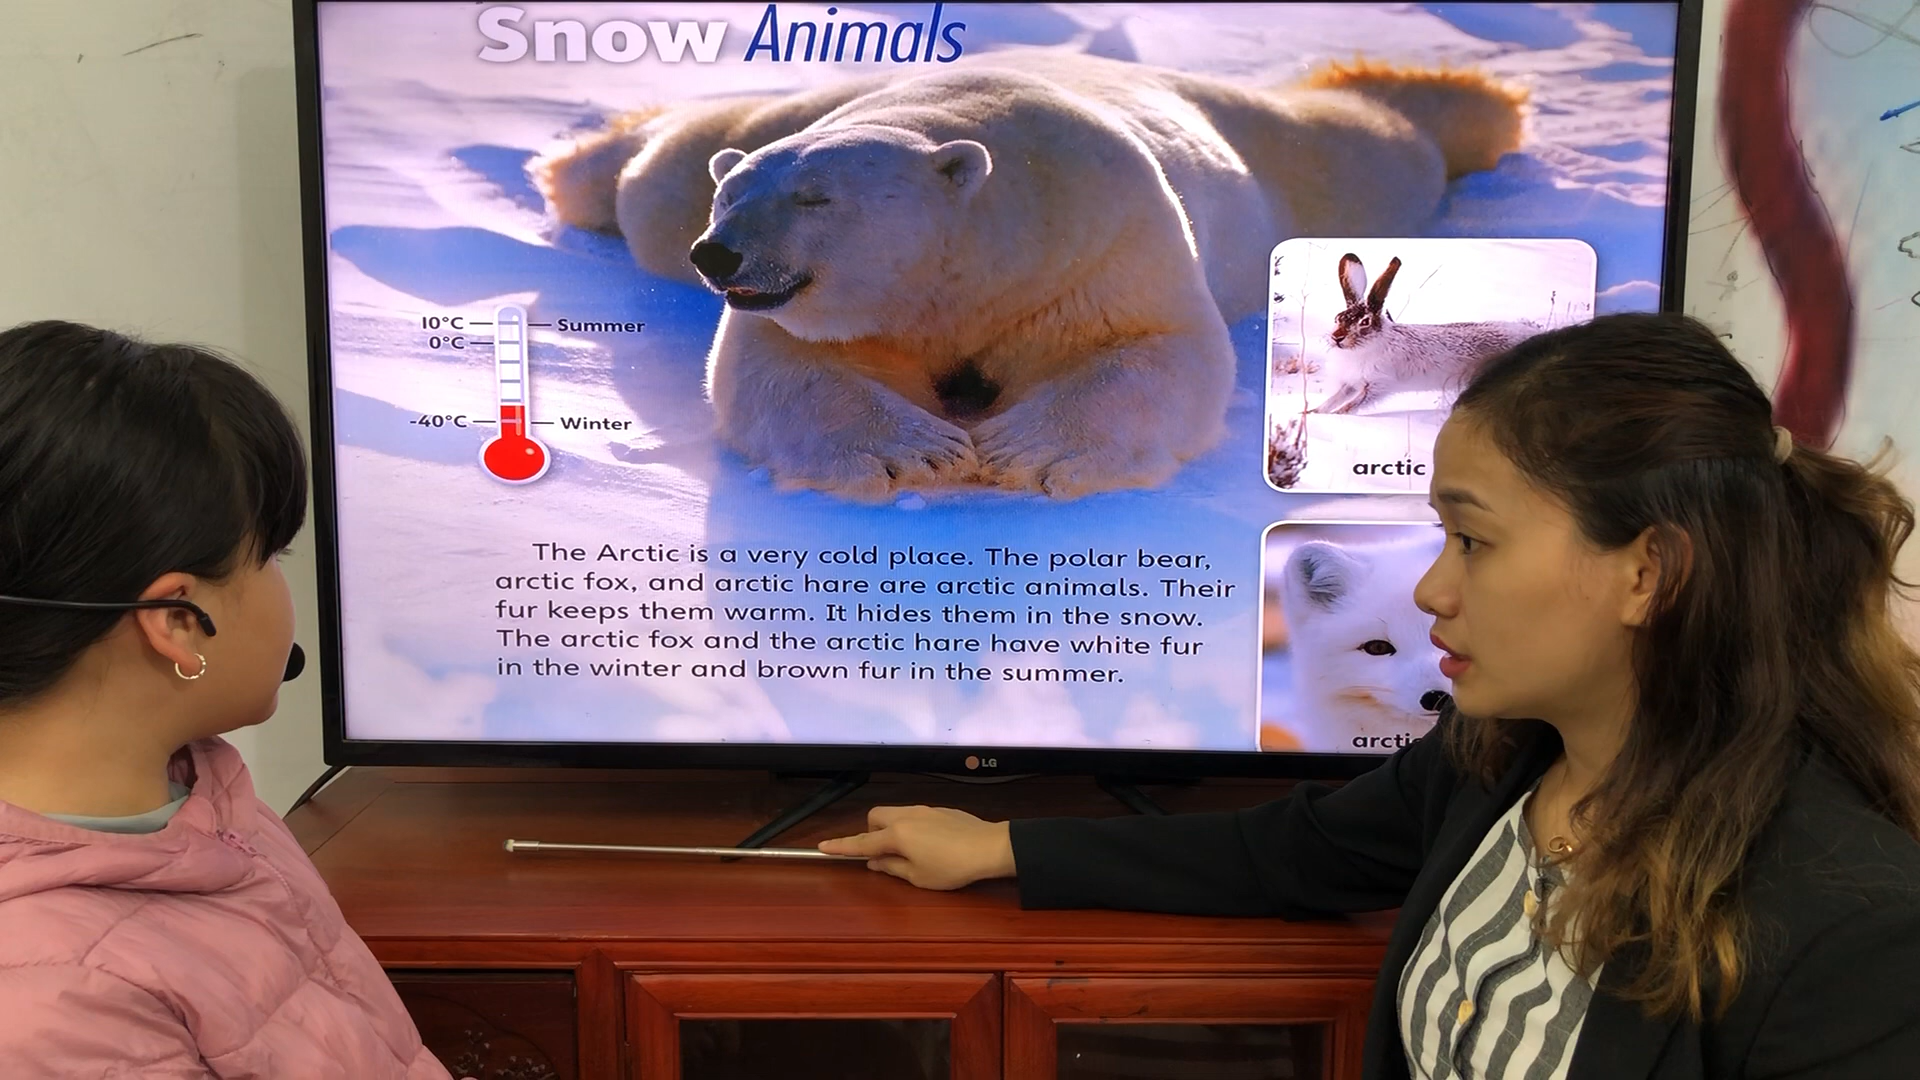 Snow Animals
10°C
Summer
0°C
-40°C
Winter
arctic
The Arctic is a very cold place. The polar bear,
arctic fox, and arctic hare are arctic animals. Their
fur keeps them warm. It hides them in the snow.
The arctic fox and the arctic hare have white fur
in the winter and brown fur in the summer.
LG